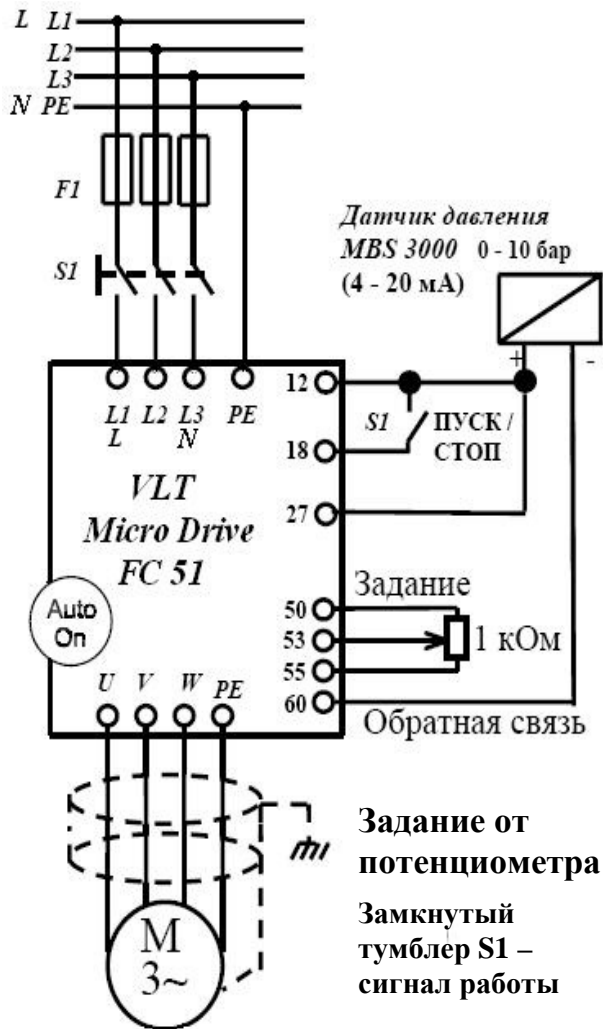 L L1
L2
L3
N PE
F1
S1
Датчик давления
MBS 3000 0 - 10 бар
(4 - 20 мА)
+ -
L1 L2 L3 PE
L N
VLT
Micro Drive
FC 51
Auto
On
12
S1 ПУСК /
СТОП
18
27
Задание
50
53
1 кОм
55
60
Обратная связь
U V W PE
M
3~
Задание от
потенциометра
Замкнутый
тумблер S1 –
сигнал работы